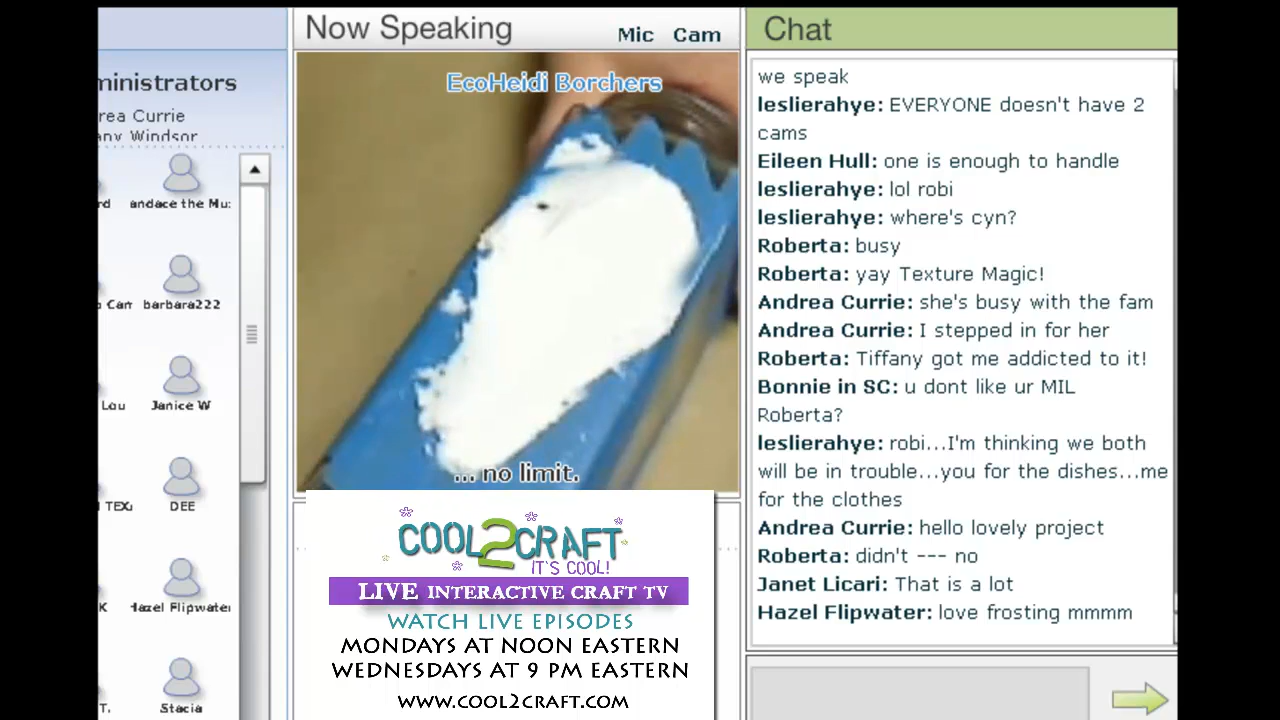 ministrators
rea Currie
any Windsor
rd
andace the Mu:
Cam
barbara222
Lou
Janice W
TEX
DEE
K
Hazel Flipwater
T.
Stacia
Now Speaking
Mic Cam
EcoHeidi Borchers
... no limit.
COOL2CRAFT
IT'S COOL!
LIVE INTERACTIVE CRAFT TV
WATCH LIVE EPISODES
MONDAYS AT NOON EASTERN
WEDNESDAYS AT 9 PM EASTERN
WWW.COOL2CRAFT.COM
Chat
we speak
leslierahye: EVERYONE doesn't have 2
cams
Eileen Hull: one is enough to handle
leslierahye: lol robi
leslierahye: where's cyn?
Roberta: busy
Roberta: yay Texture Magic!
Andrea Currie: she's busy with the fam
Andrea Currie: I stepped in for her
Roberta: Tiffany got me addicted to it!
Bonnie in SC: u dont like ur MIL
Roberta?
leslierahye: robi...I'm thinking we both
will be in trouble...you for the dishes...me
for the clothes
Andrea Currie: hello lovely project
Roberta: didn't --- no
Janet Licari: That is a lot
Hazel Flipwater: love frosting mmmm